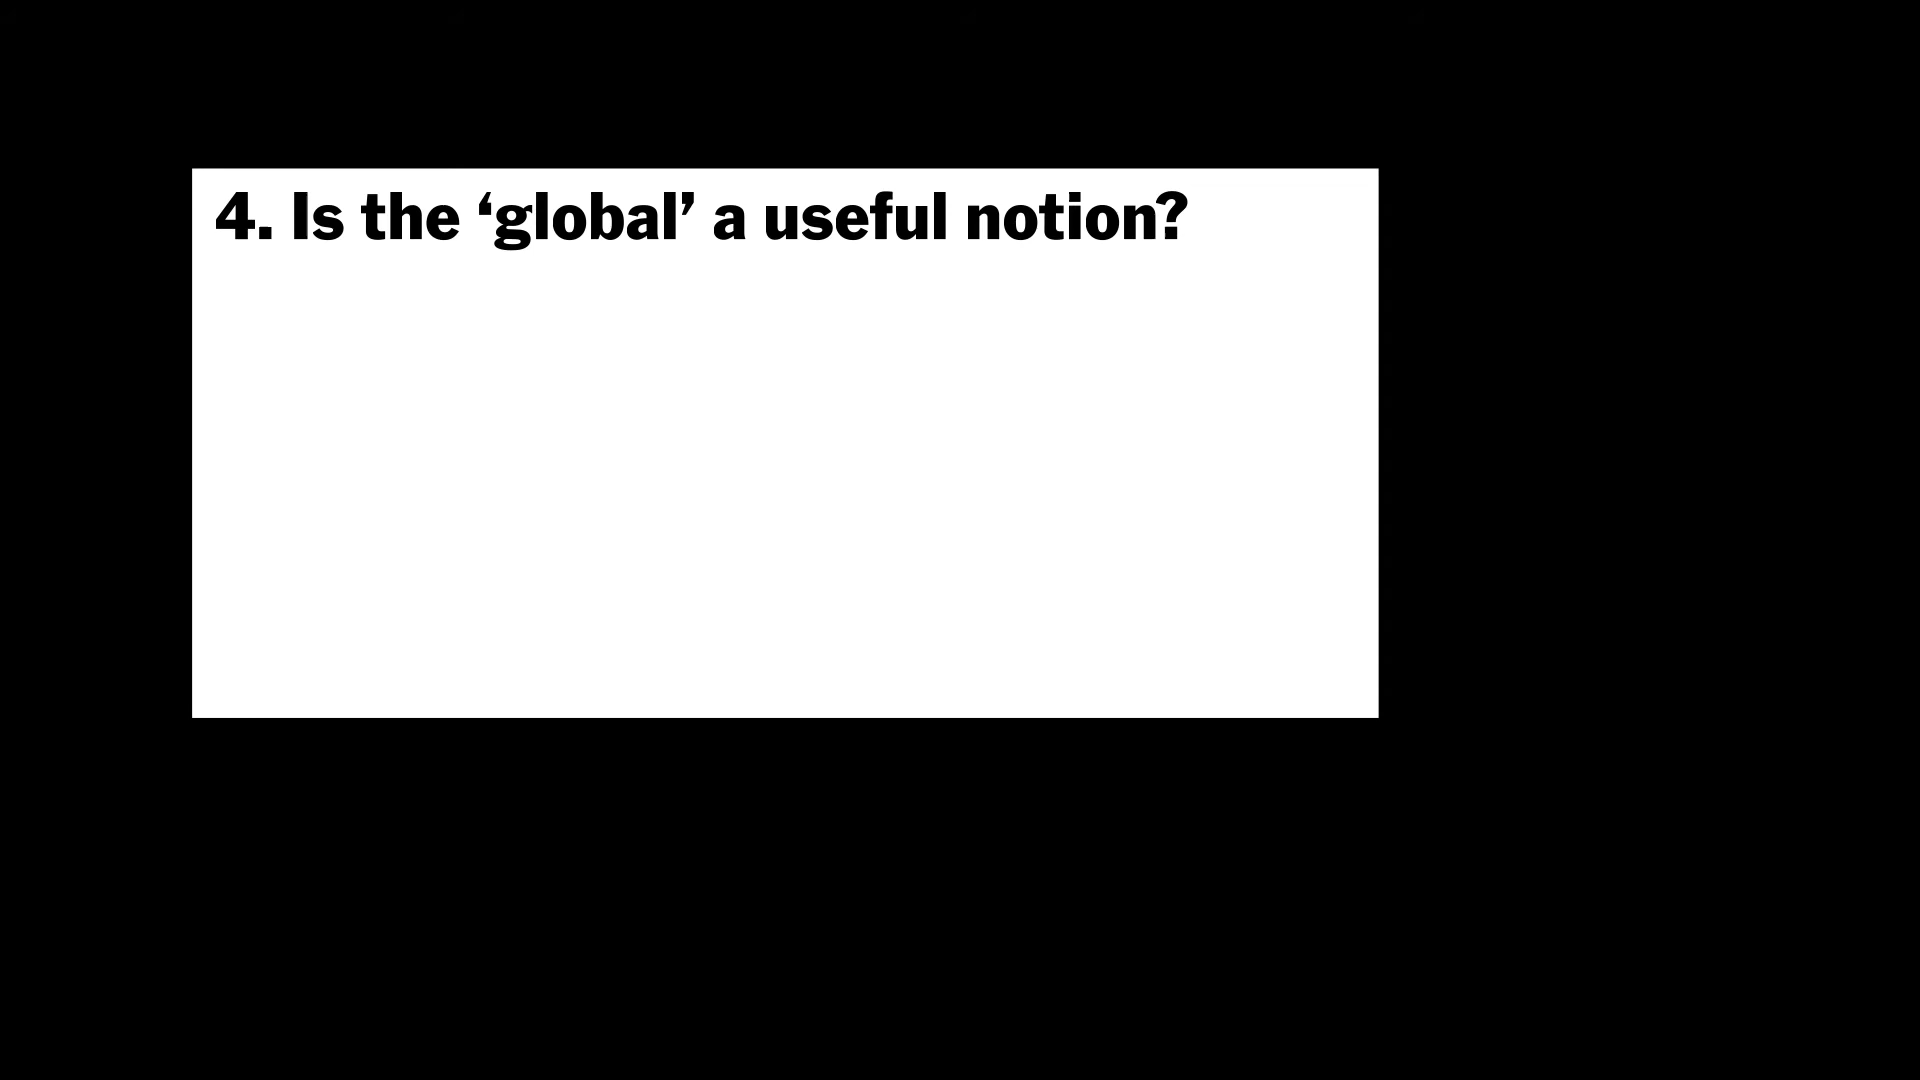 4. Is the ‘global’ a useful notion?